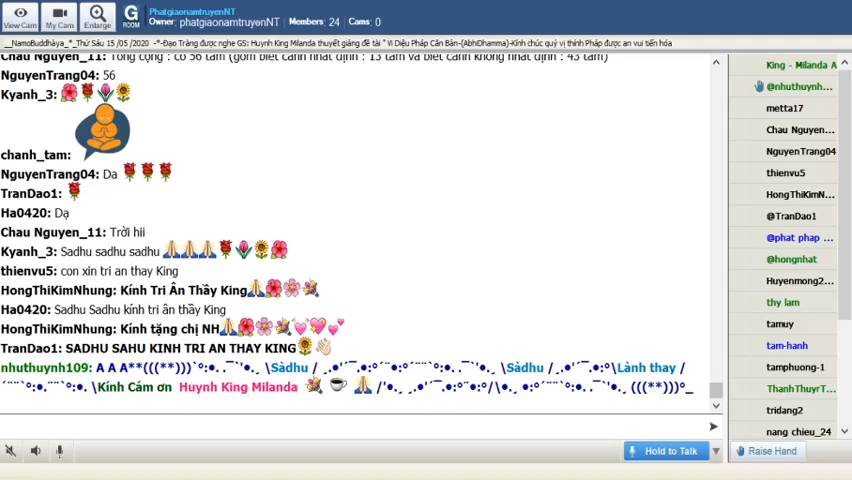 View Cam
My Cam
Enlarge
G ROOM
PhatgiaonamtruyenNT
Owner: phatgiaonamtruyenNT Members: 24 Cams: 0
__NamoBuddhàya_*_Thứ Sáu 15 /05 /2020 -*-Đạo Tràng được nghe GS: Huynh King Milanda thuyết giảng đề tài " Vi Diệu Pháp Căn Bản-(AbhiDhamma)-Kính chúc quý vị thính Pháp được an vui tiến hóa
Chau Nguyen_11: Tổng cộng : có 56 tâm (gồm biết cảnh nhất định : 13 tâm và biết cảnh không nhất định : 43 tâm)
NguyenTrang04: 56
Kyanh_3: 🌺🌹🌷🌻
chanh_tam:
NguyenTrang04: Da 🌹🌹🌹
TranDao1: 🌹
Ha0420: Dạ
Chau Nguyen_11: Trời hii
Kyanh_3: Sadhu sadhu sadhu 🙏🙏🙏🌹🌷🌻🌺
thienvu5: con xin tri an thay King
HongThiKimNhung: Kính Tri Ân Thầy King🙏🌺🌸💐
Ha0420: Sadhu Sadhu kính tri ân thầy King
HongThiKimNhung: Kính tặng chị NH🙏🌺🌸💞💖💕
TranDao1: SADHU SAHU KINH TRI AN THAY KING🌻👏
nhuthuynh109: A A A**(((**)))`°:•. .¯`'•.¸ \Sàdhu / ¸.•'´¯.•:°´¨•:°´¨¨`°:•. .¯`'•.¸ \Sàdhu / ¸.•'´¯.•:°\Lành thay /
´¨¨`°:•.¨¨`°:•. \Kính Cám ơn Huynh King Milanda 💐 ☕ 🙏 /'•.¸ ¸.•'´¯.•:°¨•:°/\•. ¸ •:°´¨¨`°:•. .¯`'•.¸ (((**)))°_
Hold to Talk
King - Milanda A
@nhuthuynh...
metta17
Chau Nguyen...
NguyenTrang04
thienvu5
HongThiKimN...
@TranDao1
@phat phap ...
@hongnhat
Huyenmong2...
thy lam
tamuy
tam-hanh
tamphuong-1
ThanhThuyrT...
tridang2
nang chieu_24
Raise Hand